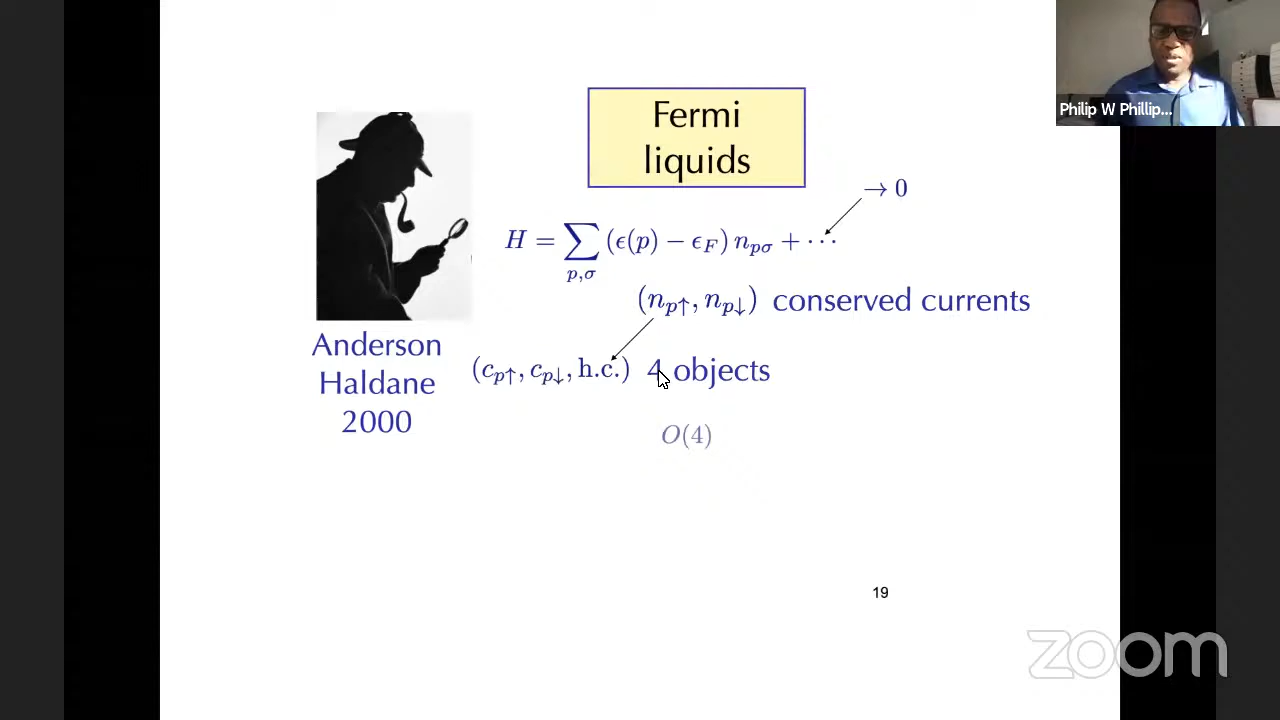 Philip W Phillip...
Fermi
liquids
→ 0
H = ∑ (ϵ(p) − ϵ_F) n_{pσ} + ···
p,σ
(n_{p↑}, n_{p↓}) conserved currents
Anderson
Haldane
2000
(c_{p↑}, c_{p↓}, h.c.) 4 objects
O(4)
19
zoom